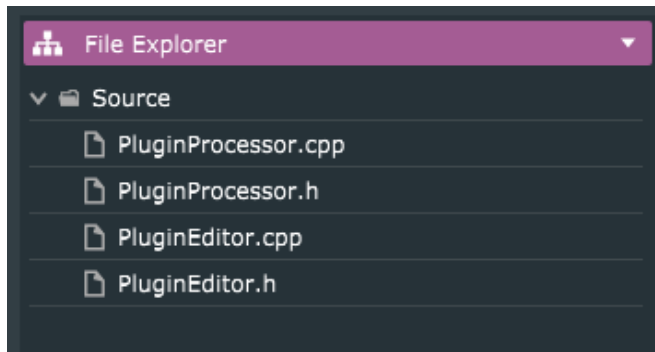 File Explorer
Source
PluginProcessor.cpp
PluginProcessor.h
PluginEditor.cpp
PluginEditor.h